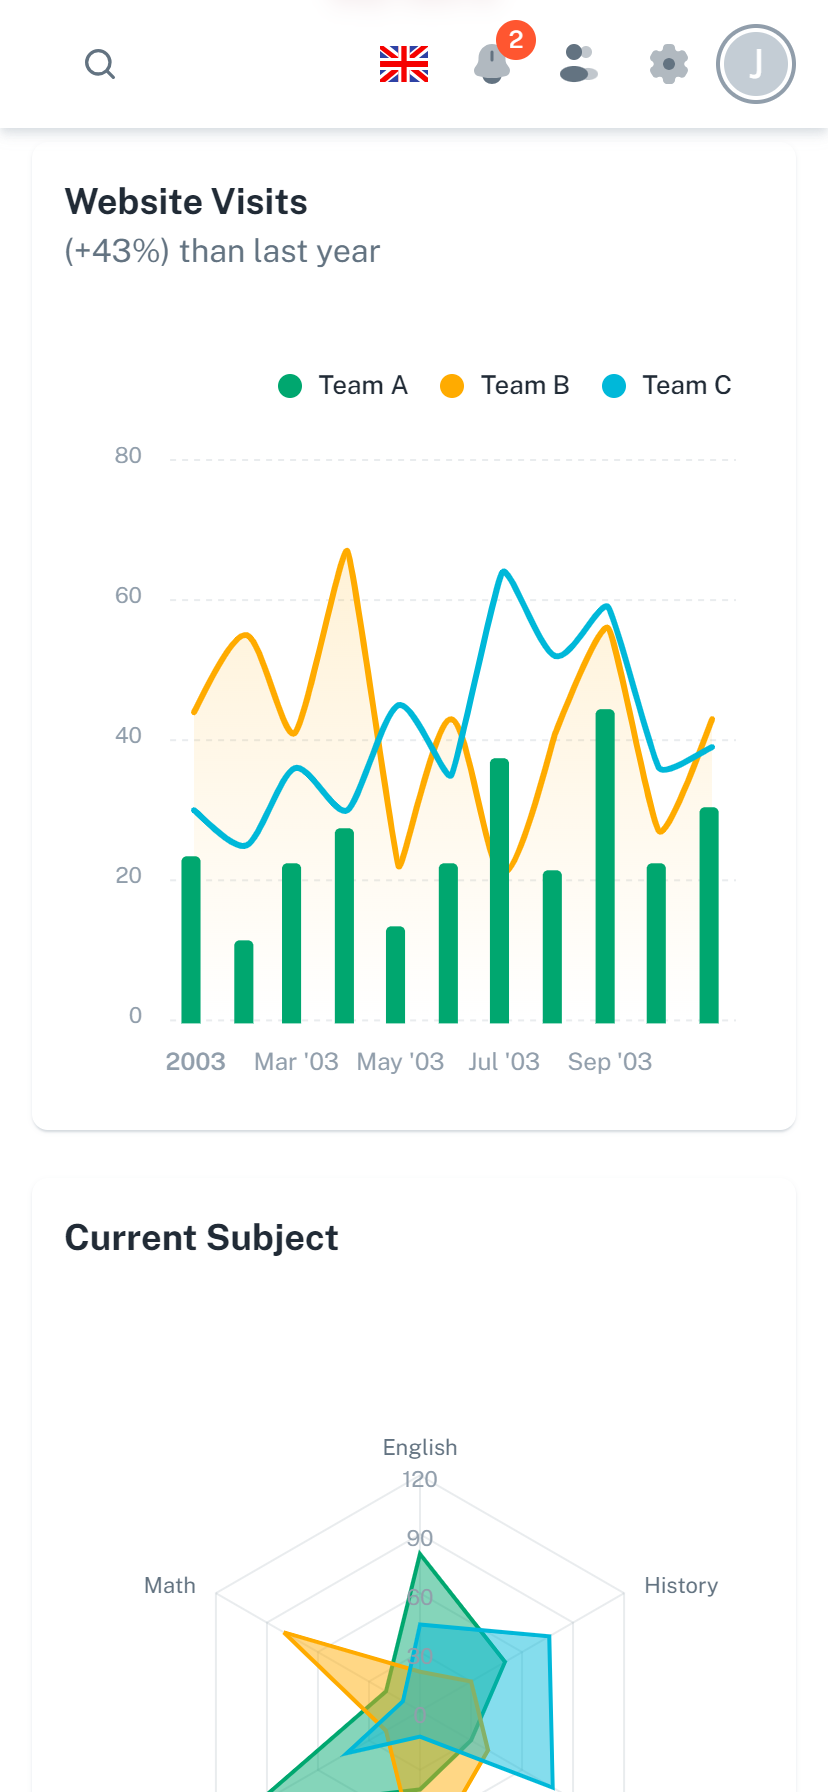 2
J
Website Visits
(+43%) than last year
Team A Team B Team C
80
60
40
20
0
2003 Mar '03 May '03 Jul '03 Sep '03
Current Subject
English
120
90
Math
History
60
30
0